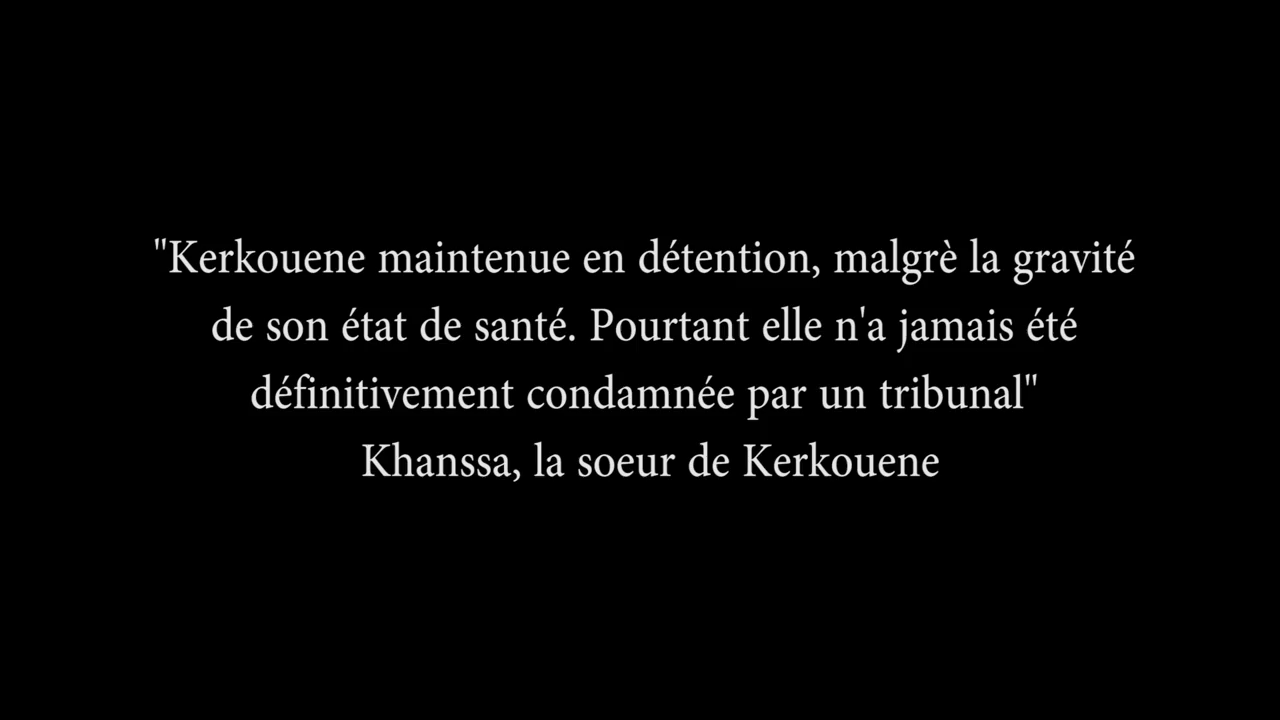 "Kerkouene maintenue en détention, malgrè la gravité
de son état de santé. Pourtant elle n'a jamais été
définitivement condamnée par un tribunal"
Khanssa, la soeur de Kerkouene